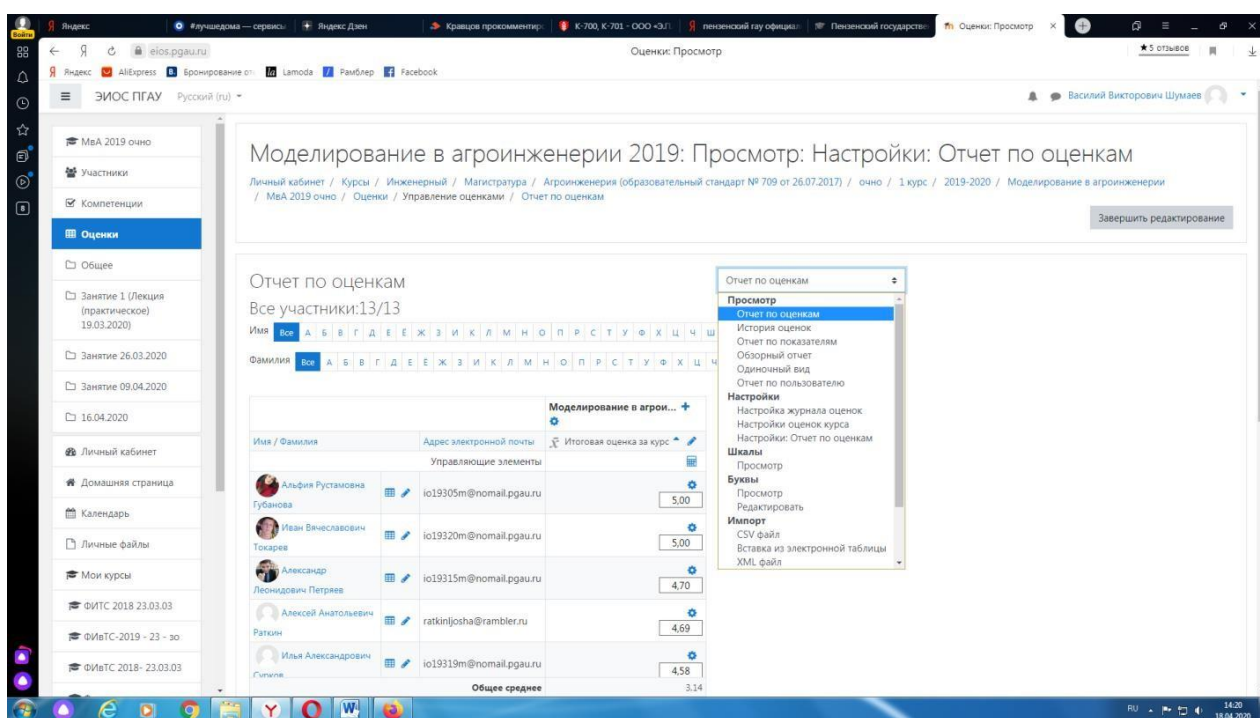 Яндекс
#лучшедома — сервисы
Яндекс Дзен
Кравцов прокомментиро
К-700, К-701 - ООО «З.П.
пензенский гау официал
Пензенский государстве
Оценки: Просмотр
Войти
eios.pgau.ru
Оценки: Просмотр
★ 5 отзывов
Яндекс
AliExpress
Бронирование от
Lamoda
Рамблер
Facebook
ЭИОС ПГАУ
Русский (ru)
Василий Викторович Шумаев
МвА 2019 очно
Участники
Компетенции
Оценки
Общее
Занятие 1 (Лекция
(практическое)
19.03.2020)
Занятие 26.03.2020
Занятие 09.04.2020
16.04.2020
Личный кабинет
Домашняя страница
Календарь
Личные файлы
Мои курсы
ФИТС 2018 23.03.03
ФИвТС-2019 - 23 - зо
ФИвТС 2018- 23.03.03
Моделирование в агроинженерии 2019: Просмотр: Настройки: Отчет по оценкам
Личный кабинет / Курсы / Инженерный / Магистратура / Агроинженерия (образовательный стандарт № 709 от 26.07.2017) / очно / 1 курс / 2019-2020 / Моделирование в агроинженерии
/ МвА 2019 очно / Оценки / Управление оценками / Отчет по оценкам
Завершить редактирование
Отчет по оценкам
Все участники:13/13
Имя Все А Б В Г Д Е Ё Ж З И К Л М Н О П Р С Т У Ф Х Ц Ч Ш
Фамилия Все А Б В Г Д Е Ё Ж З И К Л М Н О П Р С Т У Ф Х Ц Ч
Отчет по оценкам
Просмотр
Отчет по оценкам
История оценок
Отчет по показателям
Обзорный отчет
Одиночный вид
Отчет по пользователю
Настройки
Настройка журнала оценок
Настройки оценок курса
Настройки: Отчет по оценкам
Шкалы
Просмотр
Буквы
Просмотр
Редактировать
Импорт
CSV файл
Вставка из электронной таблицы
XML файл
Моделирование в агрои...
Имя / Фамилия
Адрес электронной почты
Итоговая оценка за курс
Управляющие элементы
Альфия Рустамовна
Губанова
io19305m@nomail.pgau.ru
5,00
Иван Вячеславович
Токарев
io19320m@nomail.pgau.ru
5,00
Александр
Леонидович Петряев
io19315m@nomail.pgau.ru
4,70
Алексей Анатольевич
Раткин
ratkinljosha@rambler.ru
4,69
Илья Александрович
Сурков
io19319m@nomail.pgau.ru
4,58
Общее среднее
3,14
RU
14:20
18.04.2020